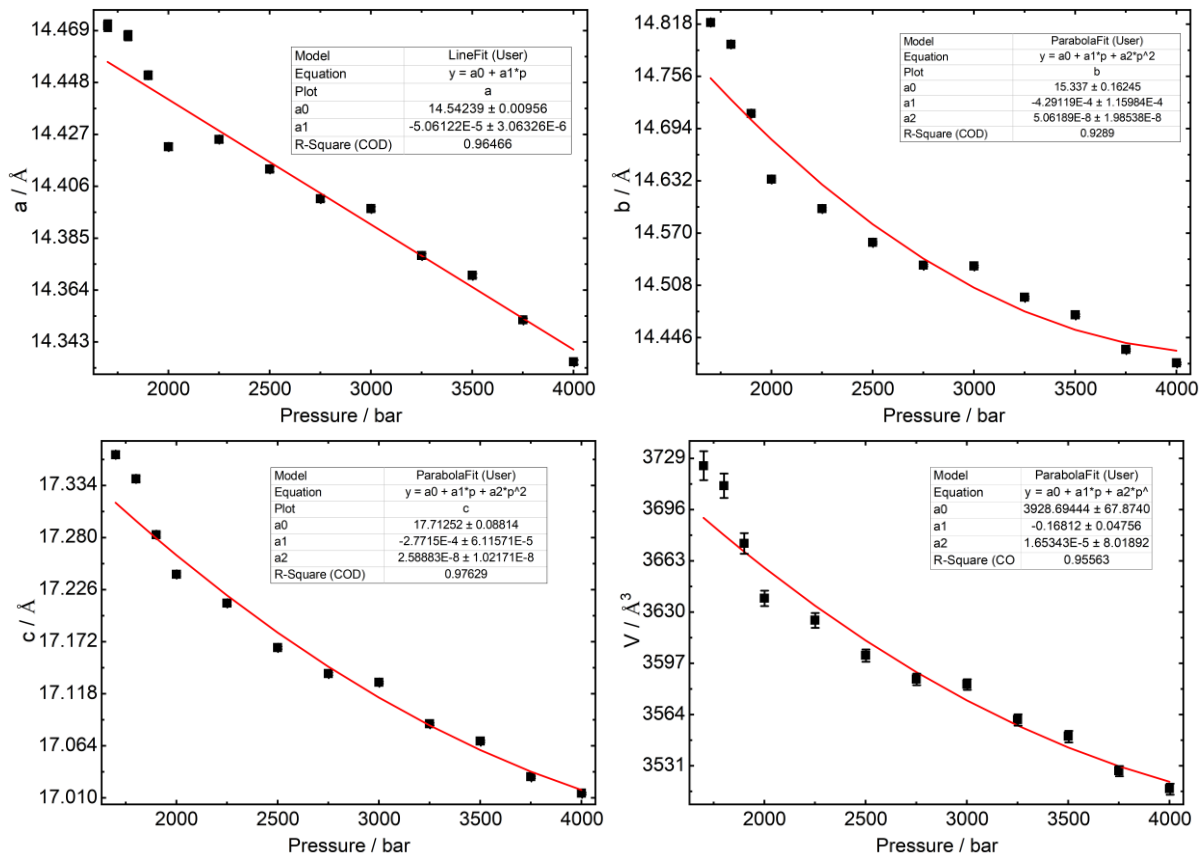 14.469
14.448
14.427
14.406
14.385
14.364
14.343
a / Å
Model LineFit (User)
Equation y = a0 + a1*p
Plot a
a0 14.54239 ± 0.00956
a1 -5.06122E-5 ± 3.06326E-6
R-Square (COD) 0.96466
2000 2500 3000 3500 4000
Pressure / bar
14.818
14.756
14.694
14.632
14.570
14.508
14.446
b / Å
Model ParabolaFit (User)
Equation y = a0 + a1*p + a2*p^2
Plot b
a0 15.337 ± 0.16245
a1 -4.29119E-4 ± 1.15984E-4
a2 5.06189E-8 ± 1.98538E-8
R-Square (COD) 0.9289
2000 2500 3000 3500 4000
Pressure / bar
17.334
17.280
17.226
17.172
17.118
17.064
17.010
c / Å
Model ParabolaFit (User)
Equation y = a0 + a1*p + a2*p^2
Plot c
a0 17.71252 ± 0.08814
a1 -2.7715E-4 ± 6.11571E-5
a2 2.58883E-8 ± 1.02171E-8
R-Square (COD) 0.97629
2000 2500 3000 3500 4000
Pressure / bar
3729
3696
3663
3630
3597
3564
3531
V / Å³
Model ParabolaFit (User)
Equation y = a0 + a1*p + a2*p^
Plot c
a0 3928.69444 ± 67.8740
a1 -0.16812 ± 0.04756
a2 1.65343E-5 ± 8.01892
R-Square (CO 0.95563
2000 2500 3000 3500 4000
Pressure / bar